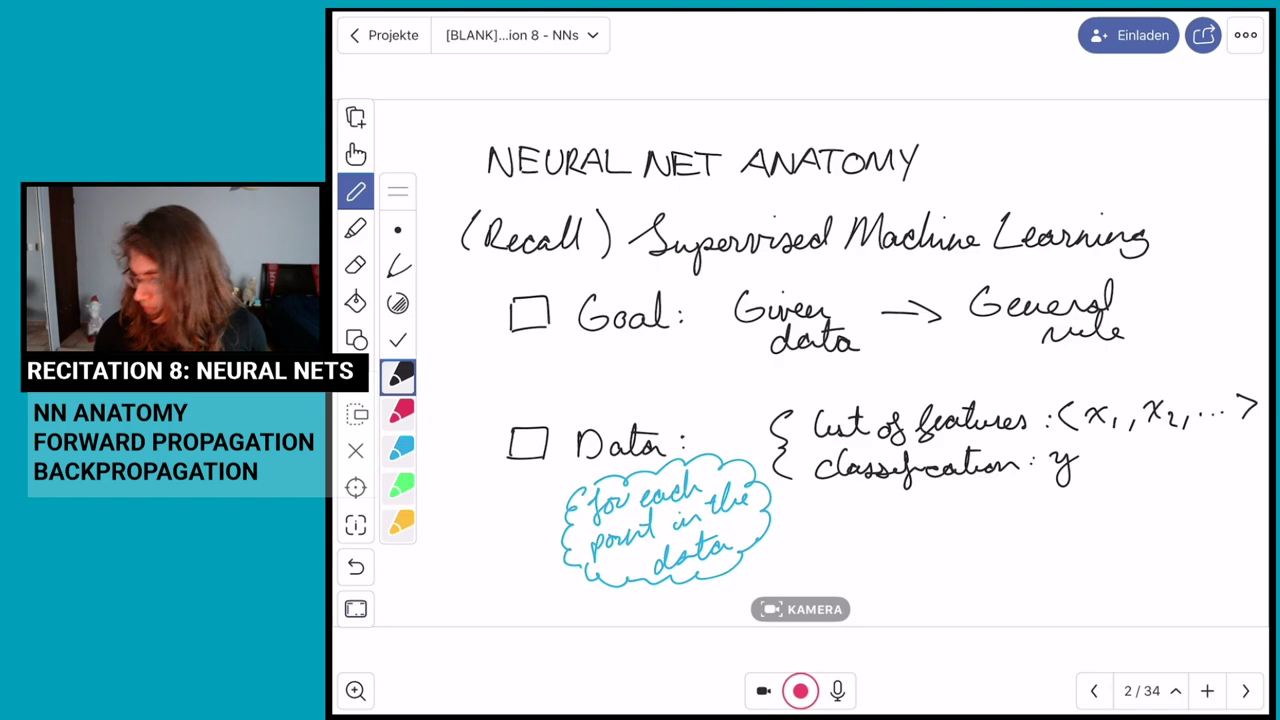 Projekte
[BLANK]...ion 8 - NNs
Einladen
NEURAL NET ANATOMY
(Recall) Supervised Machine Learning
Goal: Given data → General rule
Data: { list of features : < x₁, x₂, ... >
{ classification : y
for each
point in the
data
RECITATION 8: NEURAL NETS
NN ANATOMY
FORWARD PROPAGATION
BACKPROPAGATION
KAMERA
2 / 34